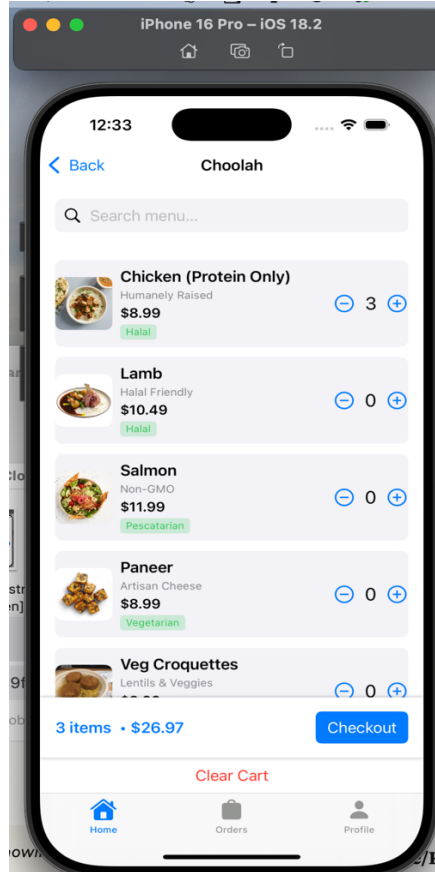 iPhone 16 Pro – iOS 18.2
12:33
Back
Choolah
Search menu...
Chicken (Protein Only)
Humanely Raised
$8.99
Halal
3
Lamb
Halal Friendly
$10.49
Halal
0
Salmon
Non-GMO
$11.99
Pescatarian
0
Paneer
Artisan Cheese
$8.99
Vegetarian
0
Veg Croquettes
Lentils & Veggies
0
3 items • $26.97
Checkout
Clear Cart
Home
Orders
Profile